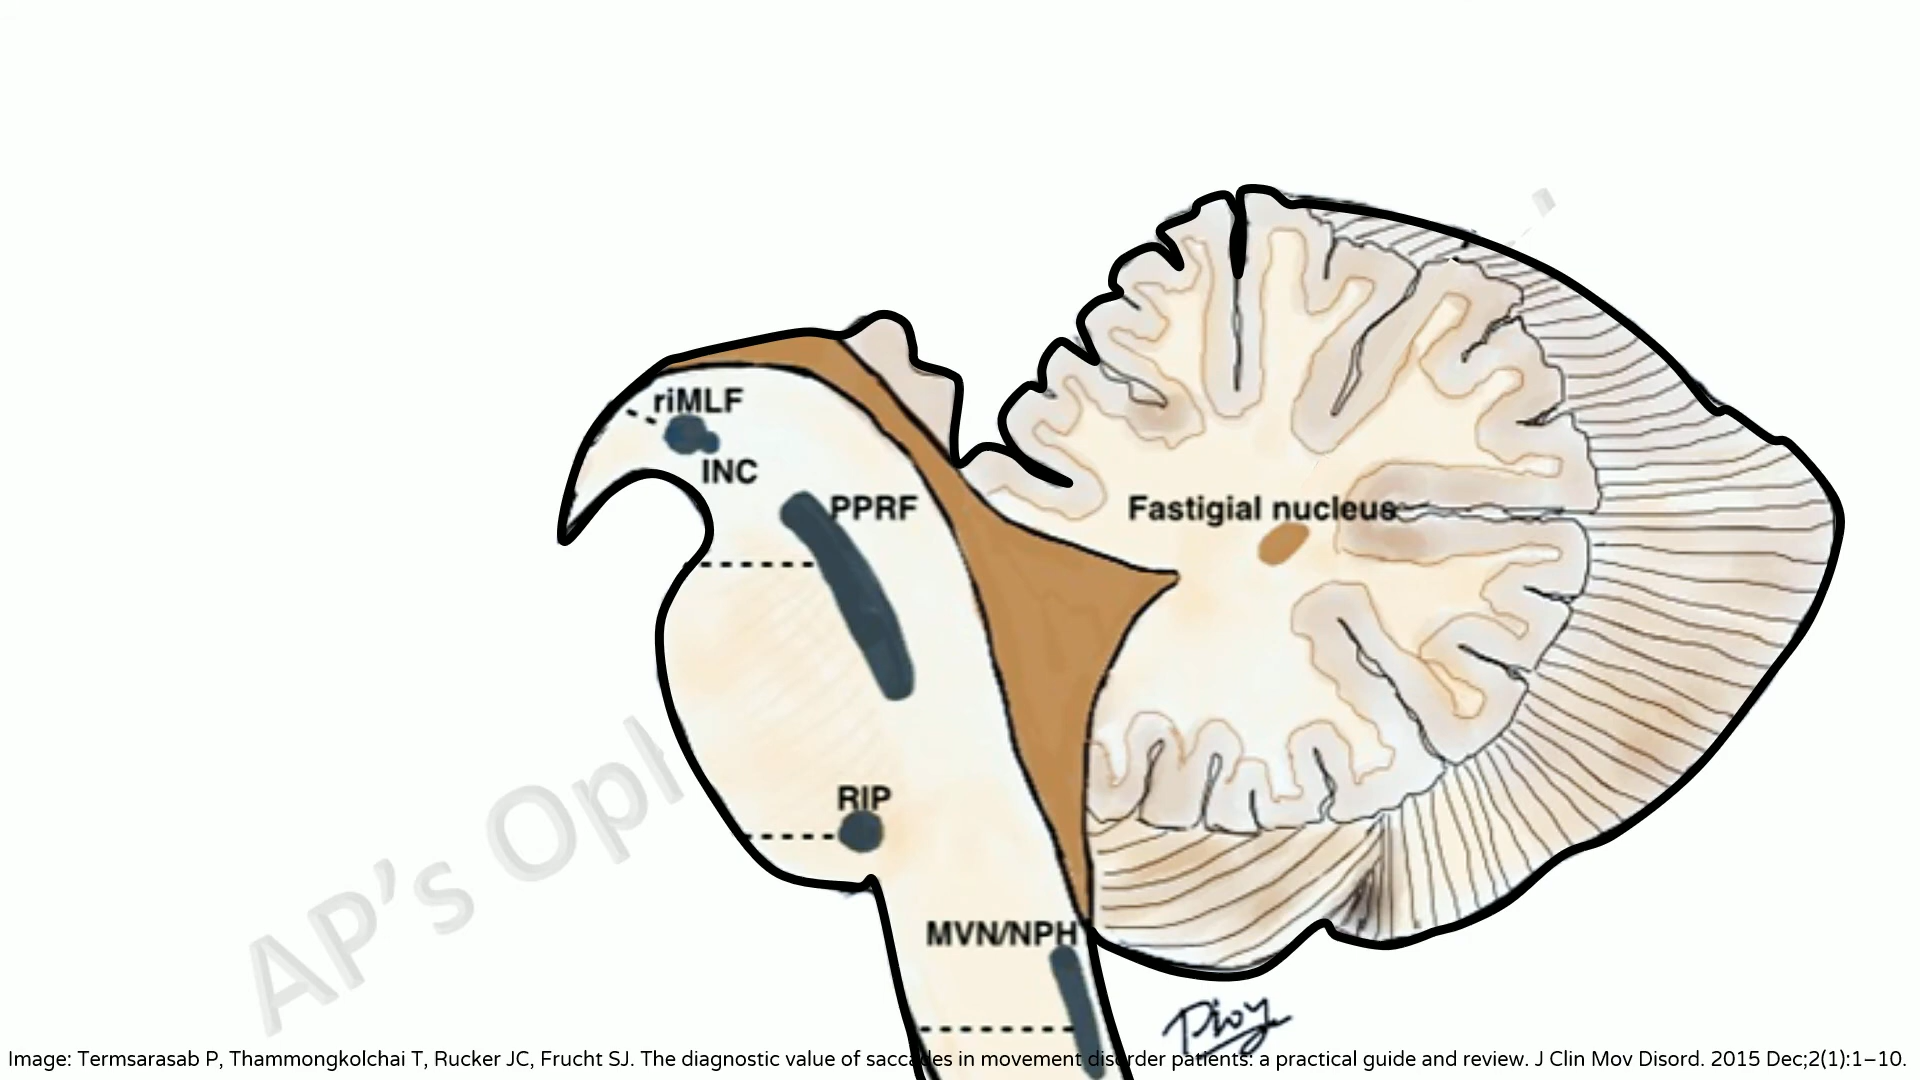 riMLF
INC
PPRF
Fastigial nucleus
RIP
MVN/NPH
AP's Oph
Ploy
Image: Termsarasab P, Thammongkolchai T, Rucker JC, Frucht SJ. The diagnostic value of saccades in movement disorder patients: a practical guide and review. J Clin Mov Disord. 2015 Dec;2(1):1–10.